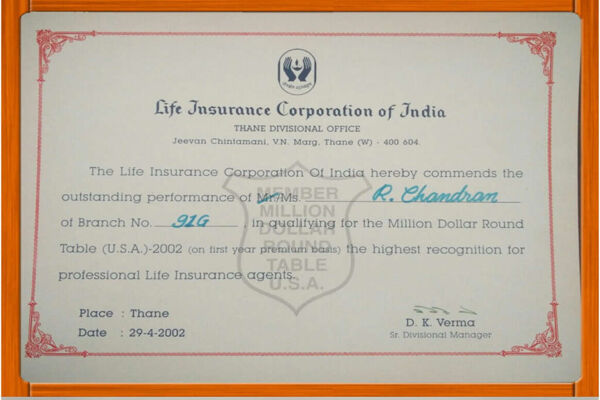 Life Insurance Corporation of India
THANE DIVISIONAL OFFICE
Jeevan Chintamani, V.N. Marg, Thane (W) - 400 604.
The Life Insurance Corporation Of India hereby commends the
outstanding performance of Mr/Ms. R. Chandran
of Branch No. 91G, in qualifying for the Million Dollar Round
Table (U.S.A.)-2002 (on first year premium basis) the highest recognition for
professional Life Insurance agents.
MEMBER
MILLION
DOLLAR
ROUND
TABLE
U.S.A.
Place : Thane
Date : 29-4-2002
D. K. Verma
Sr. Divisional Manager